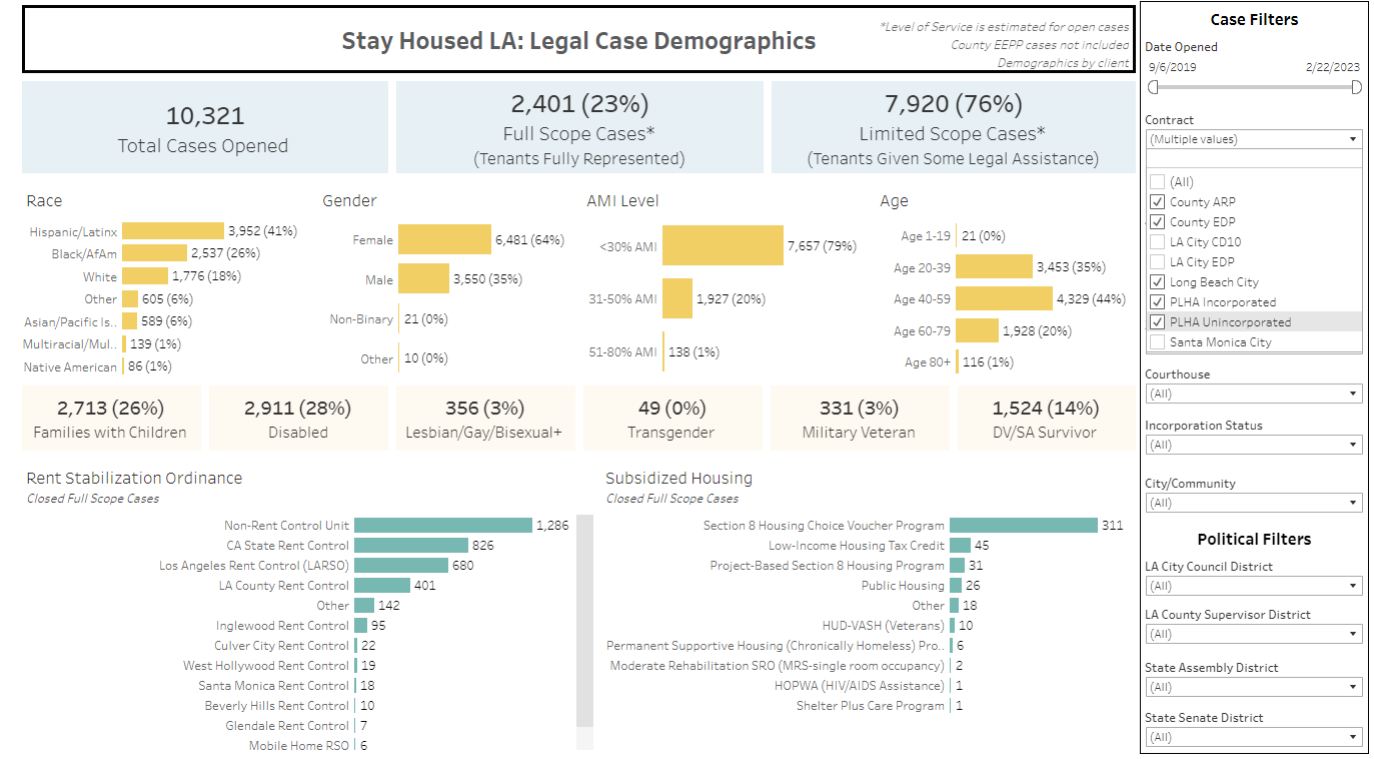 Stay Housed LA: Legal Case Demographics
*Level of Service is estimated for open cases
County EEPP cases not included
Demographics by client
10,321
Total Cases Opened
2,401 (23%)
Full Scope Cases*
(Tenants Fully Represented)
7,920 (76%)
Limited Scope Cases*
(Tenants Given Some Legal Assistance)
Race
Hispanic/Latinx 3,952 (41%)
Black/AfAm 2,537 (26%)
White 1,776 (18%)
Other 605 (6%)
Asian/Pacific Is.. 589 (6%)
Multiracial/Mul.. 139 (1%)
Native American 86 (1%)
Gender
Female 6,481 (64%)
Male 3,550 (35%)
Non-Binary 21 (0%)
Other 10 (0%)
AMI Level
<30% AMI 7,657 (79%)
31-50% AMI 1,927 (20%)
51-80% AMI 138 (1%)
Age
Age 1-19 21 (0%)
Age 20-39 3,453 (35%)
Age 40-59 4,329 (44%)
Age 60-79 1,928 (20%)
Age 80+ 116 (1%)
2,713 (26%)
Families with Children
2,911 (28%)
Disabled
356 (3%)
Lesbian/Gay/Bisexual+
49 (0%)
Transgender
331 (3%)
Military Veteran
1,524 (14%)
DV/SA Survivor
Rent Stabilization Ordinance
Closed Full Scope Cases
Non-Rent Control Unit 1,286
CA State Rent Control 826
Los Angeles Rent Control (LARSO) 680
LA County Rent Control 401
Other 142
Inglewood Rent Control 95
Culver City Rent Control 22
West Hollywood Rent Control 19
Santa Monica Rent Control 18
Beverly Hills Rent Control 10
Glendale Rent Control 7
Mobile Home RSO 6
Subsidized Housing
Closed Full Scope Cases
Section 8 Housing Choice Voucher Program 311
Low-Income Housing Tax Credit 45
Project-Based Section 8 Housing Program 31
Public Housing 26
Other 18
HUD-VASH (Veterans) 10
Permanent Supportive Housing (Chronically Homeless) Pro.. 6
Moderate Rehabilitation SRO (MRS-single room occupancy) 2
HOPWA (HIV/AIDS Assistance) 1
Shelter Plus Care Program 1
Case Filters
Date Opened
9/6/2019 2/22/2023
Contract
(Multiple values)
(All)
County ARP
County EDP
LA City CD10
LA City EDP
Long Beach City
PLHA Incorporated
PLHA Unincorporated
Santa Monica City
Courthouse
(All)
Incorporation Status
(All)
City/Community
(All)
Political Filters
LA City Council District
(All)
LA County Supervisor District
(All)
State Assembly District
(All)
State Senate District
(All)